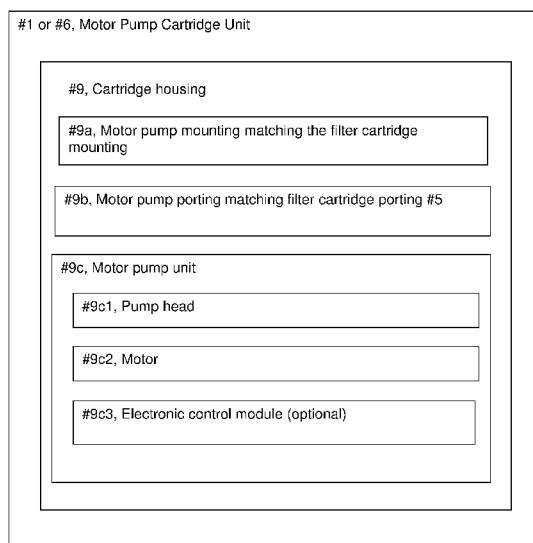 #1 or #6, Motor Pump Cartridge Unit
#9, Cartridge housing
#9a, Motor pump mounting matching the filter cartridge
mounting
#9b, Motor pump porting matching filter cartridge porting #5
#9c, Motor pump unit
#9c1, Pump head
#9c2, Motor
#9c3, Electronic control module (optional)